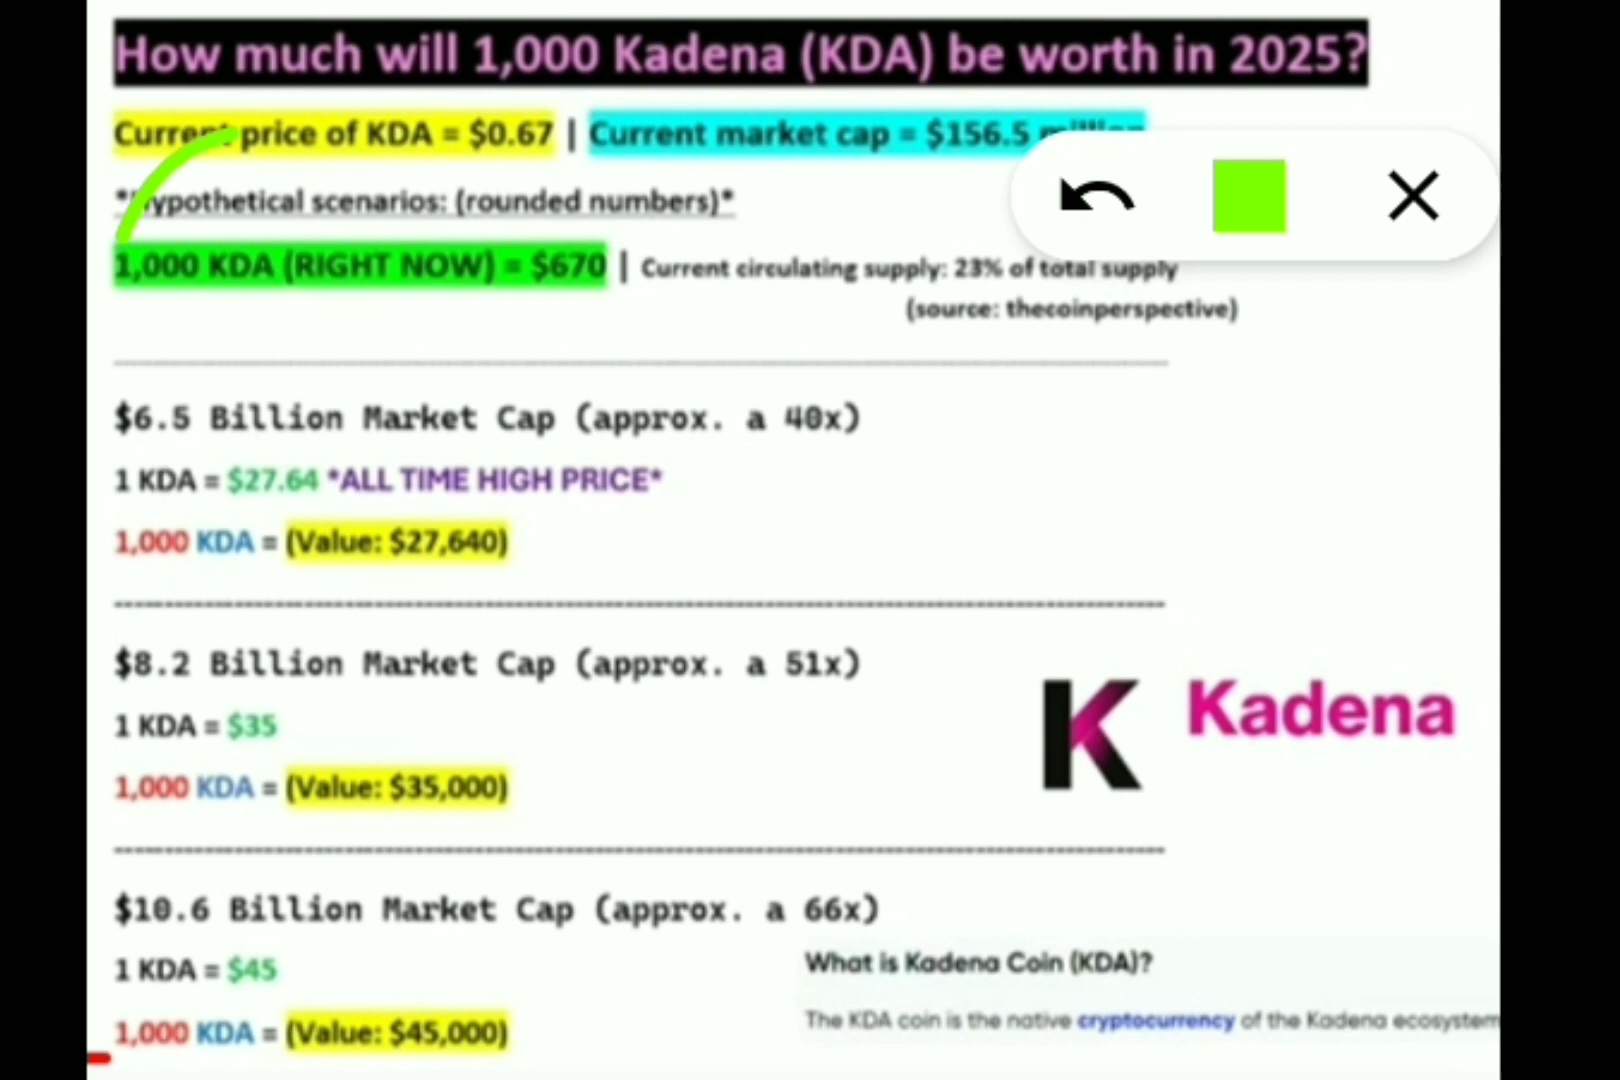 How much will 1,000 Kadena (KDA) be worth in 2025?
Current price of KDA = $0.67 | Current market cap = $156.5 million
*Hypothetical scenarios: (rounded numbers)*
1,000 KDA (RIGHT NOW) = $670 | Current circulating supply: 23% of total supply
(source: thecoinperspective)
$6.5 Billion Market Cap (approx. a 40x)
1 KDA = $27.64 *ALL TIME HIGH PRICE*
1,000 KDA = (Value: $27,640)
$8.2 Billion Market Cap (approx. a 51x)
1 KDA = $35
1,000 KDA = (Value: $35,000)
Kadena
$10.6 Billion Market Cap (approx. a 66x)
1 KDA = $45
1,000 KDA = (Value: $45,000)
What is Kadena Coin (KDA)?
The KDA coin is the native cryptocurrency of the Kadena ecosystem